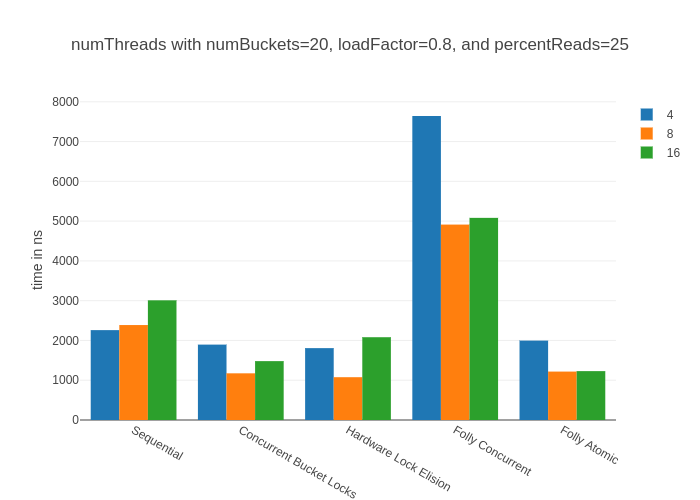 numThreads with numBuckets=20, loadFactor=0.8, and percentReads=25
8000
7000
6000
5000
4000
3000
2000
1000
0
time in ns
Sequential
Concurrent Bucket Locks
Hardware Lock Elision
Folly Concurrent
Folly Atomic
4
8
16